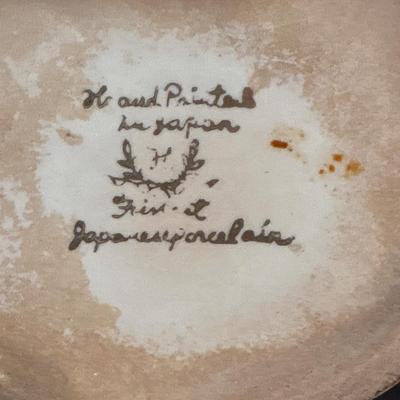 Hand Printed
in Japan
H
Japanese porcelain